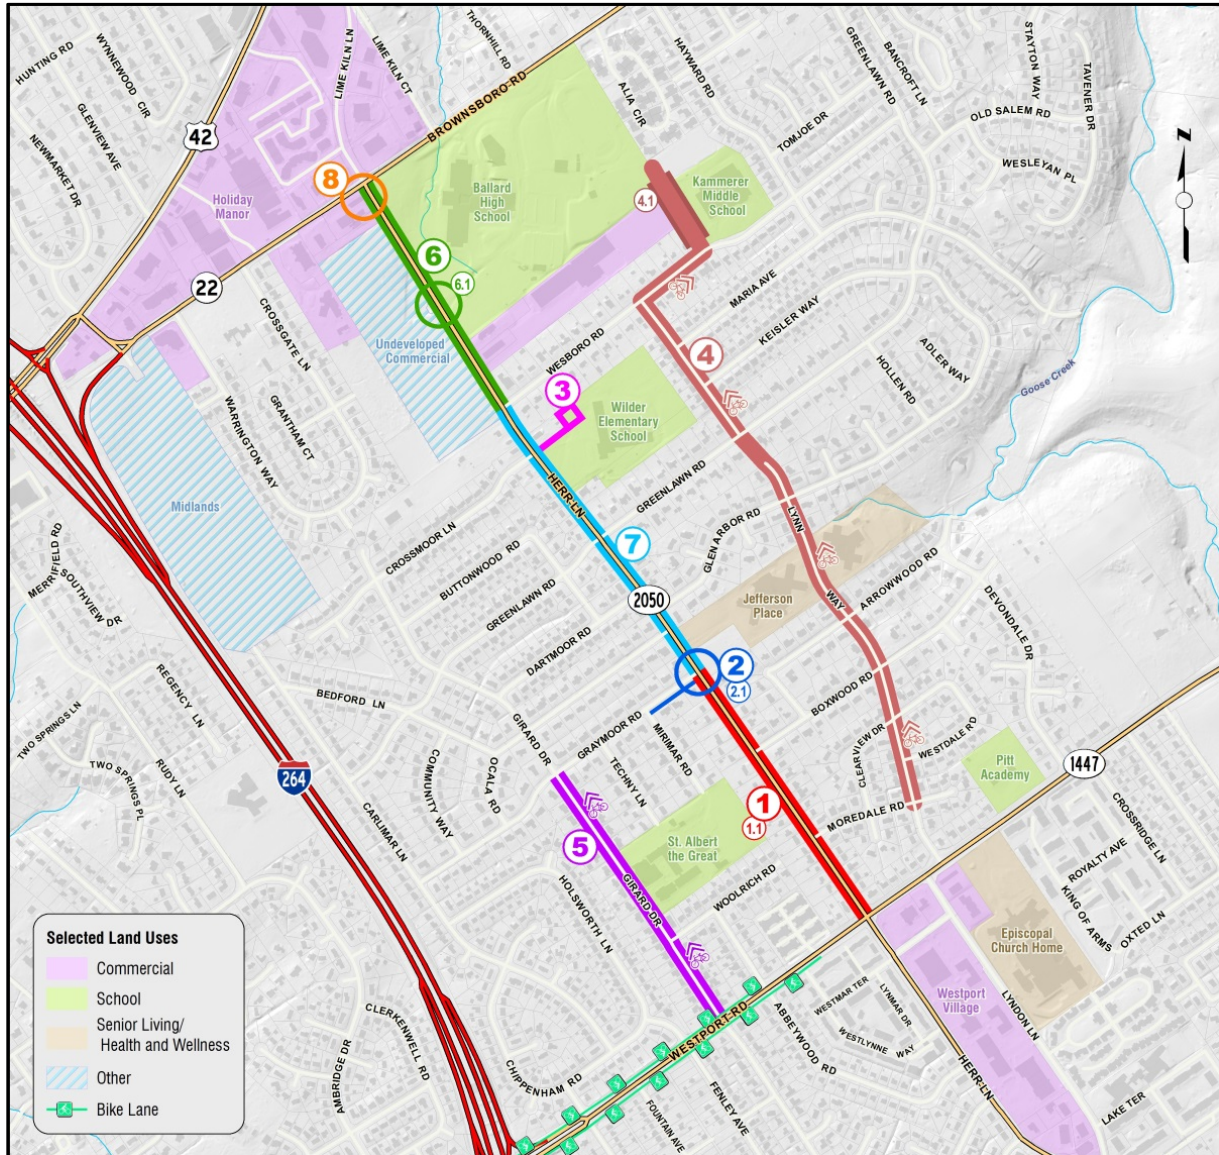 HUNTING RD
WYNNEWOOD CIR
GLENVIEW AVE
NEWMARKET DR
42
LIME KILN LN
LIME KILN CT
THORNHILL RD
BROWNSBORO RD
ALIA CIR
HAYWARD RD
TOMJOE DR
GREENLAWN RD
BANCROFT LN
STAYTON WAY
TAVENER DR
OLD SALEM RD
WESLEYAN PL
N
8
Holiday
Manor
Ballard
High
School
4.1
Kammerer
Middle
School
6
6.1
22
CROSSGATE LN
Undeveloped
Commercial
MARIA AVE
KEISLER WAY
ADLER WAY
HOLLEN RD
Goose Creek
WESBORO RD
4
3
Wilder
Elementary
School
WARRINGTON WAY
GRANTHAM CT
Midlands
HERR LN
GREENLAWN RD
CROSSMOOR LN
BUTTONWOOD RD
GREENLAWN RD
DARTMOOR RD
7
2050
GLEN ARBOR RD
LYNN
WAY
Jefferson
Place
ARROWWOOD RD
DEVONDALE DR
MERRIFIELD RD
SOUTHVIEW DR
REGENCY LN
TWO SPRINGS LN
TWO SPRINGS PL
RUDY LN
BEDFORD LN
2
2.1
GIRARD DR
GRAYMOOR RD
MIRIMAR RD
TECHNY LN
BOXWOOD RD
CLEARVIEW DR
WESTDALE RD
Pitt
Academy
1447
264
COMMUNITY WAY
OCALA RD
CARLIMAR LN
1
1.1
MOREDALE RD
CROSSRIDGE LN
ROYALTY AVE
KING OF ARMS
OXTED LN
5
St. Albert
the Great
GIRARD DR
WOOLRICH RD
HOLSWORTH LN
Episcopal
Church Home
Westport
Village
LYNDON LN
WESTMAR TER
LYNMAR DR
WESTLYNNE WAY
ABBEYWOOD RD
WESTPORT RD
HERR LN
LAKE TER
CHIPPENHAM RD
FENLEY AVE
FOUNTAIN AVE
CLERKENWELL RD
AMBRIDGE DR
Selected Land Uses
Commercial
School
Senior Living/
Health and Wellness
Other
Bike Lane